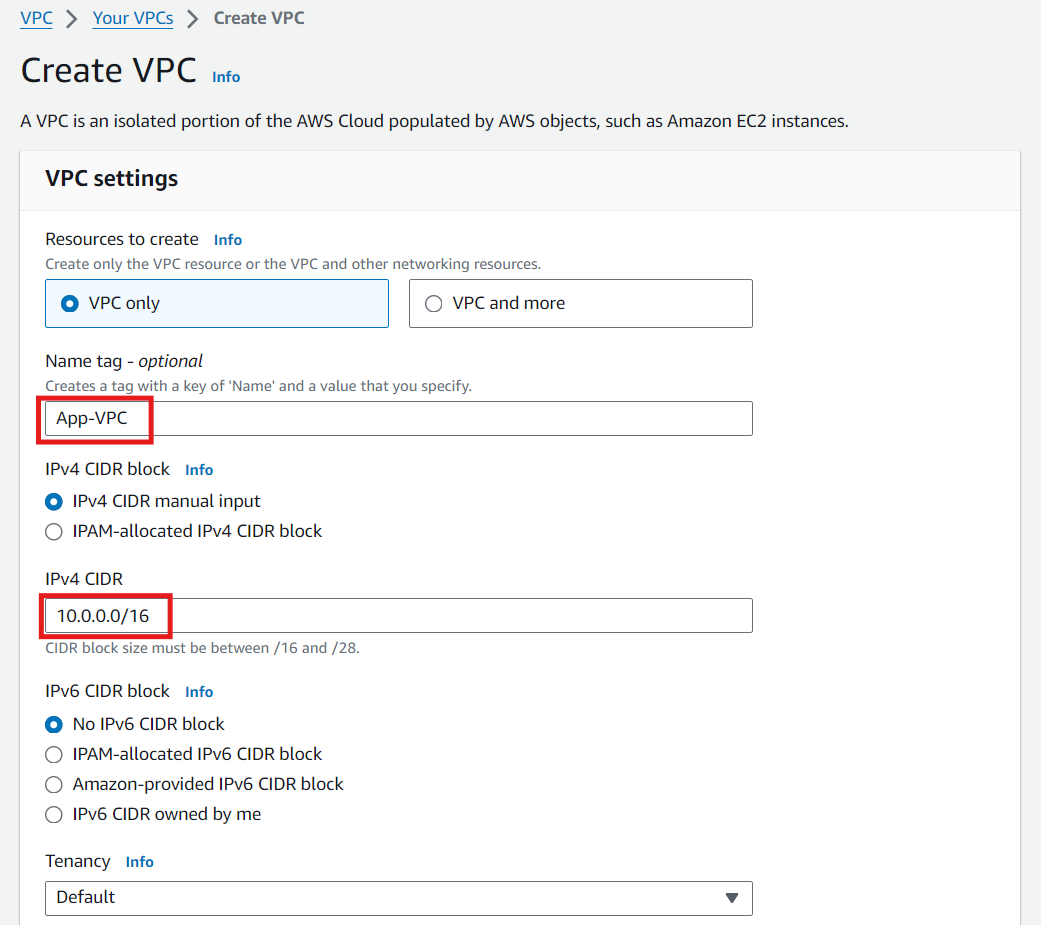 VPC > Your VPCs > Create VPC
Create VPC Info
A VPC is an isolated portion of the AWS Cloud populated by AWS objects, such as Amazon EC2 instances.
VPC settings
Resources to create Info
Create only the VPC resource or the VPC and other networking resources.
VPC only VPC and more
Name tag - optional
Creates a tag with a key of 'Name' and a value that you specify.
App-VPC
IPv4 CIDR block Info
IPv4 CIDR manual input
IPAM-allocated IPv4 CIDR block
IPv4 CIDR
10.0.0.0/16
CIDR block size must be between /16 and /28.
IPv6 CIDR block Info
No IPv6 CIDR block
IPAM-allocated IPv6 CIDR block
Amazon-provided IPv6 CIDR block
IPv6 CIDR owned by me
Tenancy Info
Default